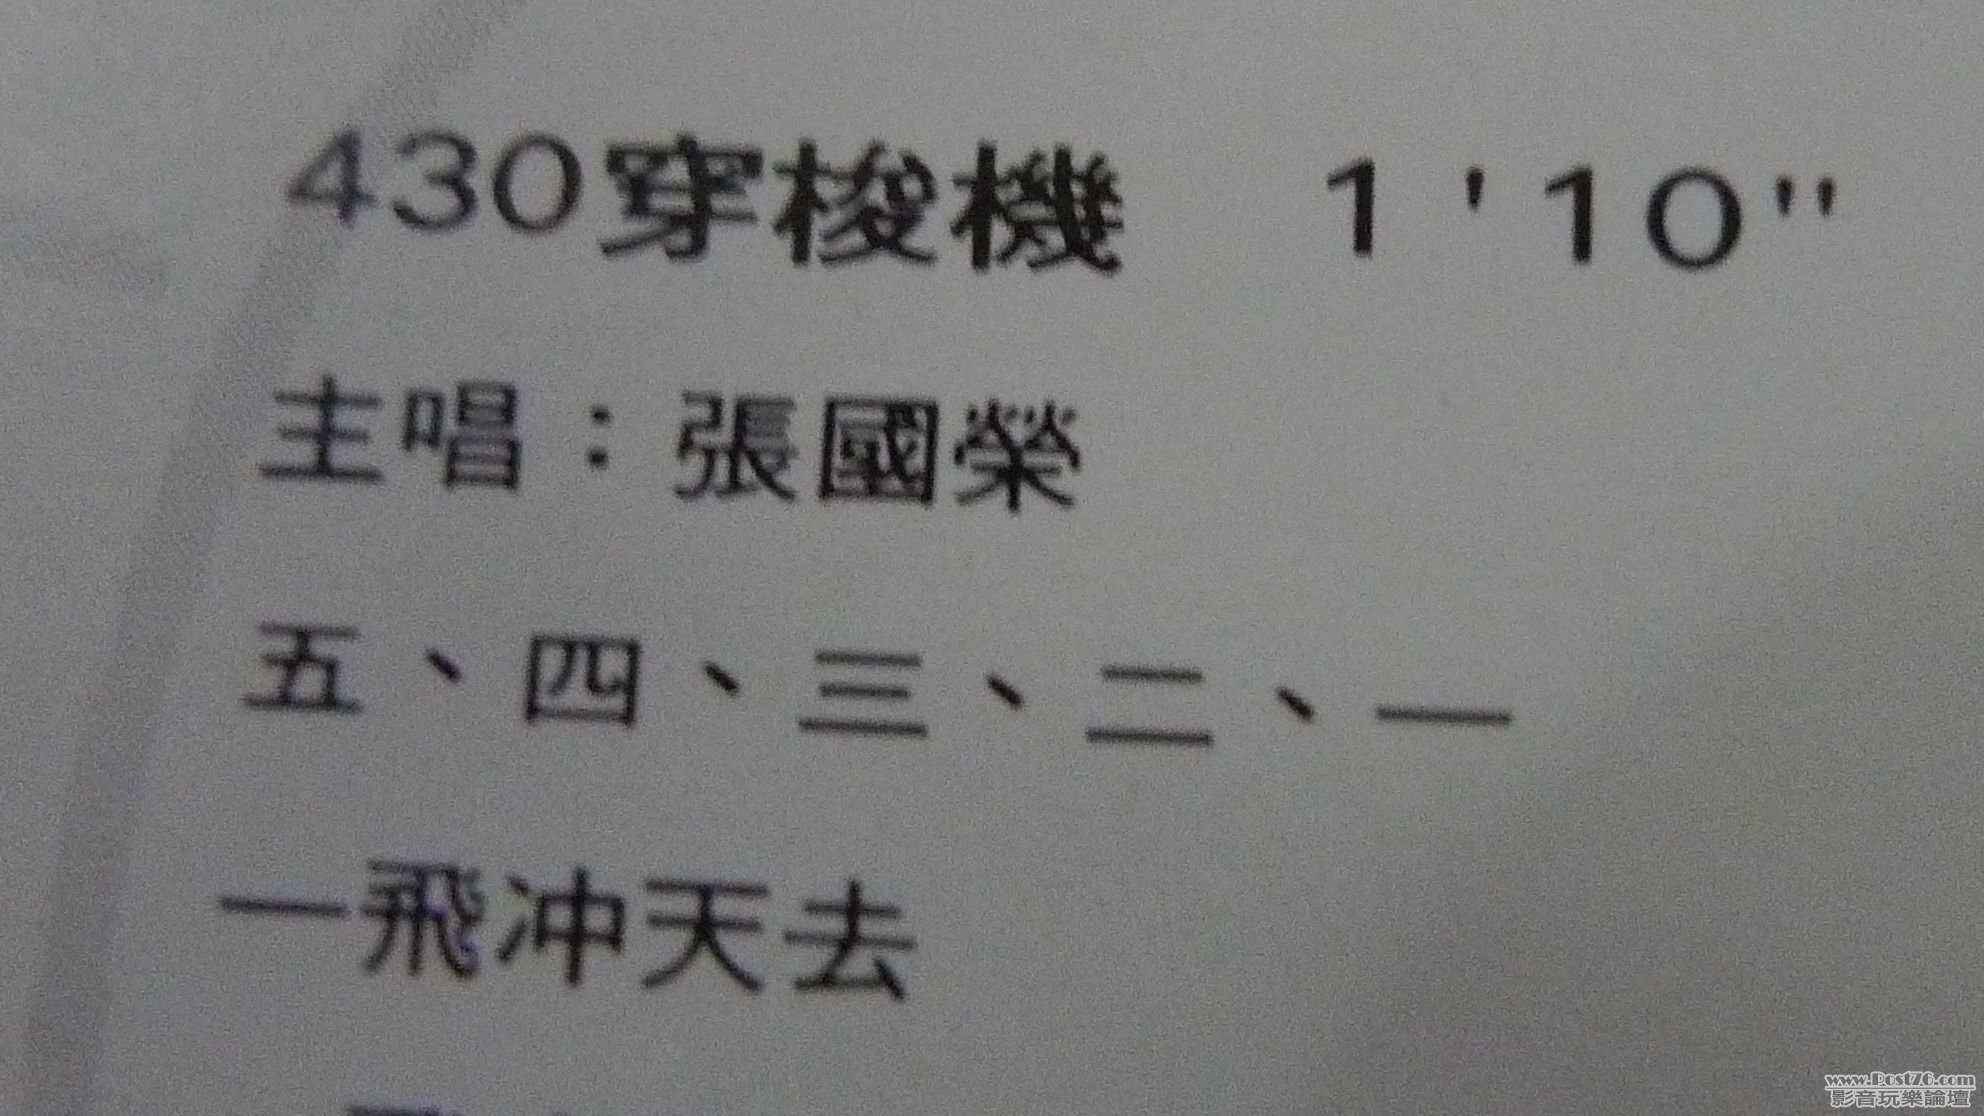 430穿梭機 1'10"
主唱：張國榮
五、四、三、二、一
一飛冲天去
www.Post76.com
影音玩樂論壇